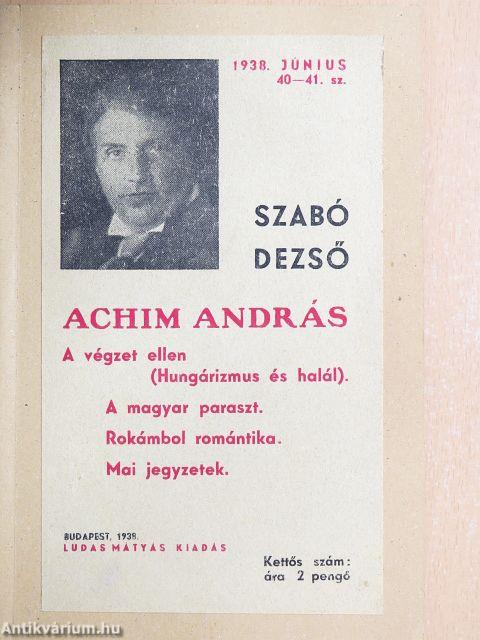 1938. JÚNIUS
40—41. sz.
SZABÓ
DEZSŐ
ACHIM ANDRÁS
A végzet ellen
(Hungárizmus és halál).
A magyar paraszt.
Rokámbol romántika.
Mai jegyzetek.
BUDAPEST, 1938.
LUDAS MÁTYÁS KIADÁS
Kettős szám:
ára 2 pengő
Antikvárium.hu